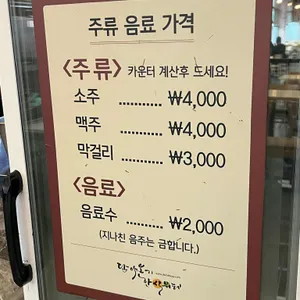 주류 음료 가격
<주류> 카운터 계산후 드세요!
소주 ........... ₩4,000
맥주 ........... ₩4,000
막걸리 ........ ₩3,000
<음료>
음료수 ........ ₩2,000
(지나친 음주는 금합니다.)